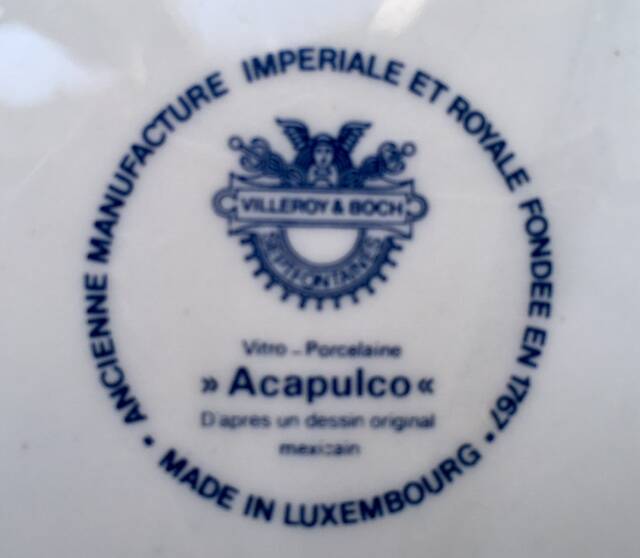 ANCIENNE MANUFACTURE IMPERIALE ET ROYALE FONDEE EN 1767
VILLEROY & BOCH
SEPTFONTAINES
Vitro - Porcelaine
» Acapulco «
D'après un dessin original
mexicain
• MADE IN LUXEMBOURG •